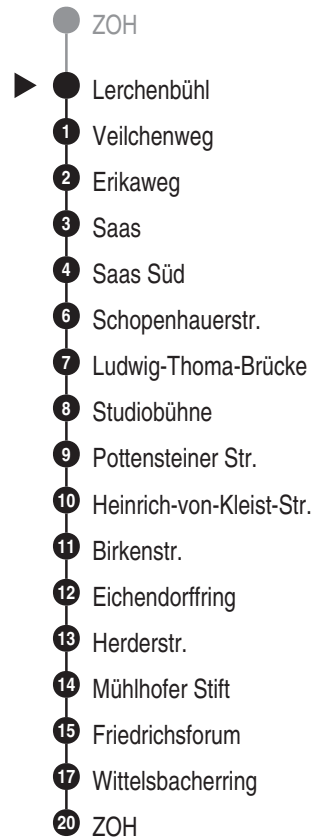 ZOH
Lerchenbühl
1 Veilchenweg
2 Erikaweg
3 Saas
4 Saas Süd
6 Schopenhauerstr.
7 Ludwig-Thoma-Brücke
8 Studiobühne
9 Pottensteiner Str.
10 Heinrich-von-Kleist-Str.
11 Birkenstr.
12 Eichendorffring
13 Herderstr.
14 Mühlhofer Stift
15 Friedrichsforum
17 Wittelsbacherring
20 ZOH